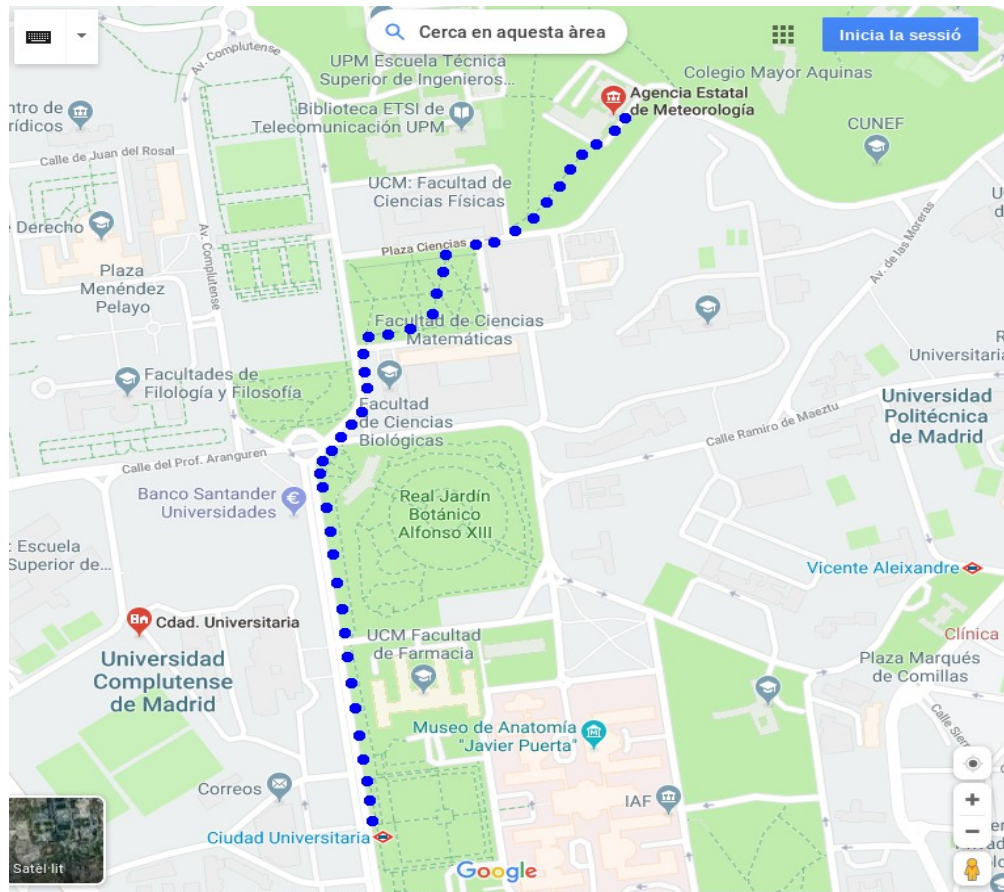 Cerca en aquesta àrea
Inicia la sessió
Av. Complutense
UPM Escuela Técnica
Superior de Ingenieros...
Colegio Mayor Aquinas
Agencia Estatal
de Meteorología
Biblioteca ETSI de
Telecomunicación UPM
CUNEF
Calle de Juan del Rosal
UCM: Facultad de
Ciencias Físicas
Derecho
Plaza Ciencias
Av. Complutense
Av. de las Moreras
Plaza
Menéndez
Pelayo
Facultad de Ciencias
Matemáticas
Universitaria
Facultades de
Filología y Filosofía
Facultad
de Ciencias
Biológicas
Universidad
Politécnica
de Madrid
Calle Ramiro de Maeztu
Calle del Prof. Aranguren
Banco Santander
Universidades
Real Jardín
Botánico
Alfonso XIII
: Escuela
Superior de...
Vicente Aleixandre
Cdad. Universitaria
UCM Facultad
de Farmacia
Clínica
Universidad
Complutense
de Madrid
Plaza Marqués
de Comillas
Museo de Anatomía
"Javier Puerta"
Correos
IAF
Ciudad Universitaria
Satèl·lit
Google